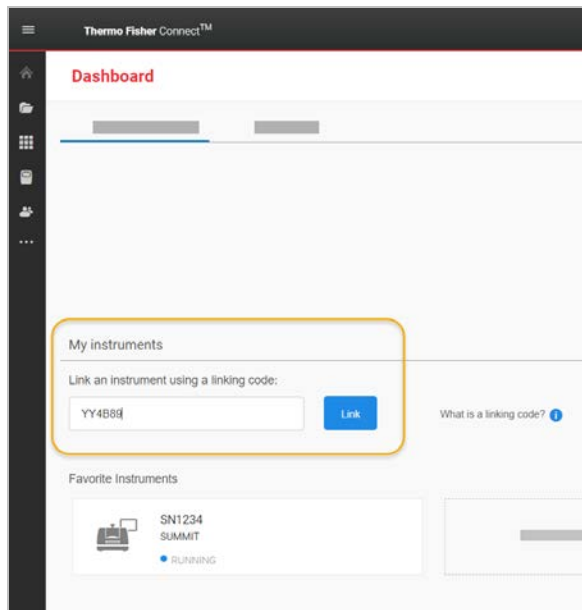 Thermo Fisher Connect™
Dashboard
My instruments
Link an instrument using a linking code:
YY4B89
Link
What is a linking code?
Favorite Instruments
SN1234
SUMMIT
RUNNING